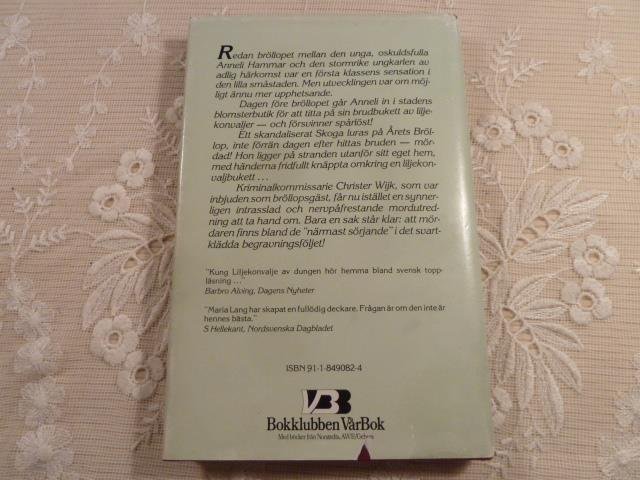 Redan bröllopet mellan den unga, oskuldsfulla
Anneli Hammar och den stormrike ungkarlen av
adlig härkomst var en första klassens sensation i
den lilla småstaden. Men utvecklingen var om möj-
ligt ännu mer upphetsande.
Dagen före bröllopet går Anneli in i stadens
blomsterbutik för att titta på sin brudbukett av lilje-
konvaljer — och försvinner spårlöst!
Ett skandaliserat Skoga luras på Årets Bröl-
lop, inte förrän dagen efter hittas bruden — mör-
dad! Hon ligger på stranden utanför sitt eget hem,
med händerna fridfullt knäppta omkring en liljekon-
valjbukett ...
Kriminalkommissarie Christer Wijk, som var
inbjuden som bröllopsgäst, får nu istället en synner-
ligen intrasslad och nervpåfrestande mordutred-
ning att ta hand om. Bara en sak står klar: att mör-
daren finns bland de "närmast sörjande" i det svart-
klädda begravningsföljet!
"Kung Liljekonvalje av dungen hör hemma bland svensk topp-
läsning ..."
Barbro Alving, Dagens Nyheter
"Maria Lang har skapat en fullödig deckare. Frågan är om den inte är
hennes bästa."
S Hellekant, Nordsvenska Dagbladet
ISBN 91-1-849082-4
VBB
Bokklubben VårBok
Med böcker från Norstedts, AWE/Gebers